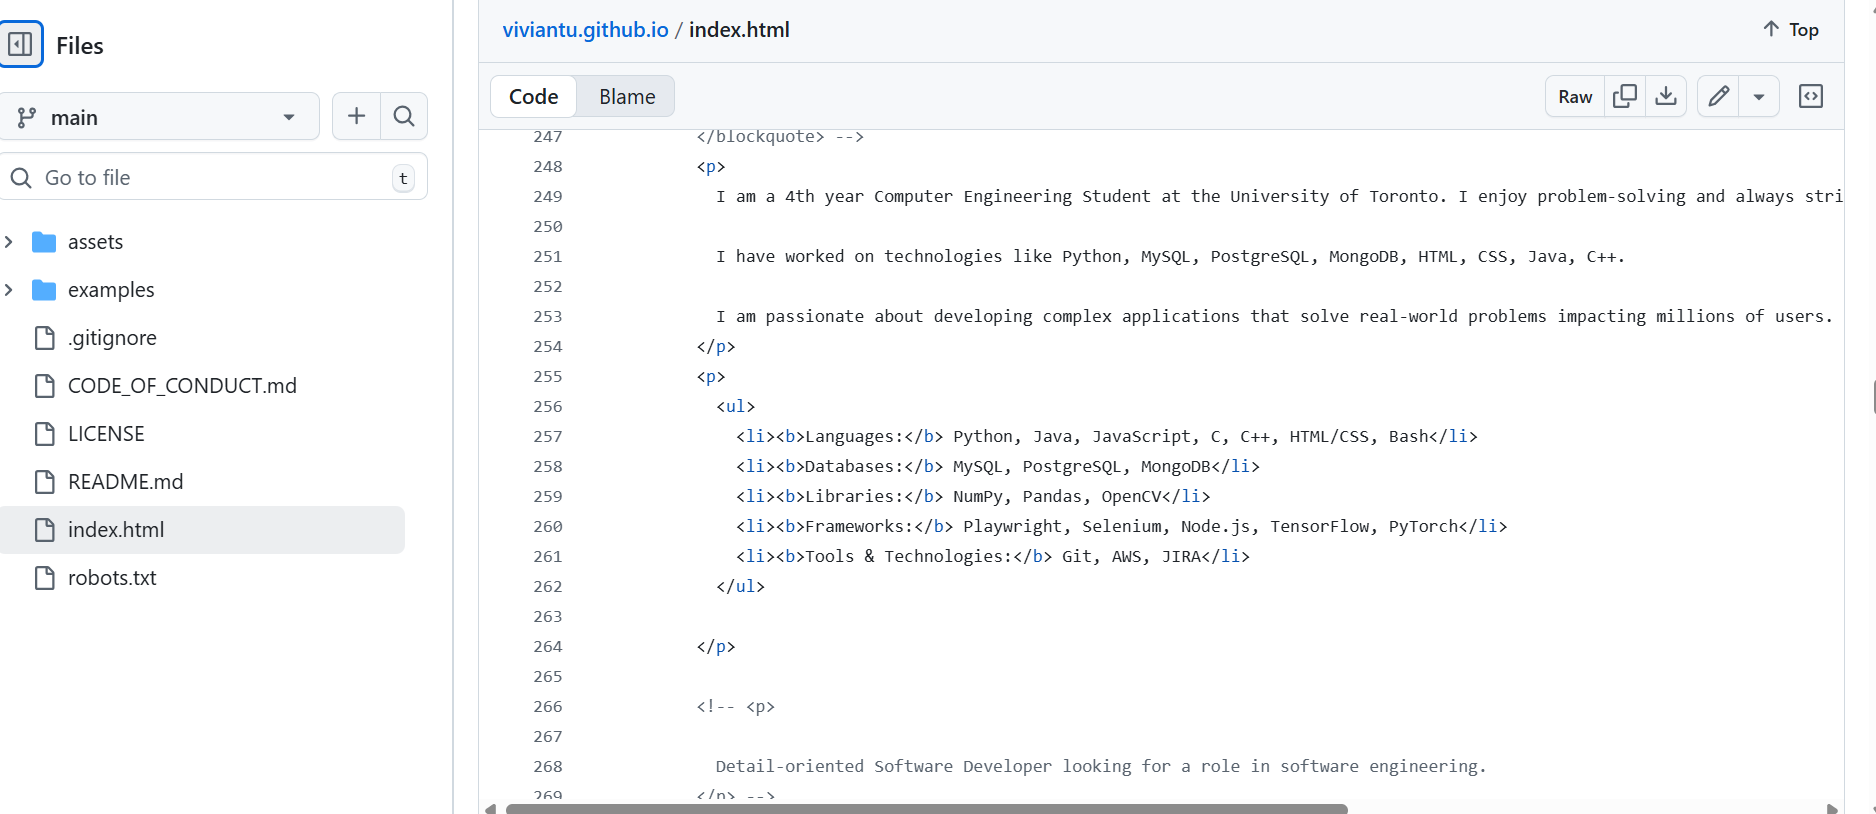 Files
main
Go to file
t
assets
examples
.gitignore
CODE_OF_CONDUCT.md
LICENSE
README.md
index.html
robots.txt
viviantu.github.io / index.html
Top
Code Blame
Raw
247 </blockquote> -->
248 <p>
249 I am a 4th year Computer Engineering Student at the University of Toronto. I enjoy problem-solving and always stri
250
251 I have worked on technologies like Python, MySQL, PostgreSQL, MongoDB, HTML, CSS, Java, C++.
252
253 I am passionate about developing complex applications that solve real-world problems impacting millions of users.
254 </p>
255 <p>
256 <ul>
257 <li><b>Languages:</b> Python, Java, JavaScript, C, C++, HTML/CSS, Bash</li>
258 <li><b>Databases:</b> MySQL, PostgreSQL, MongoDB</li>
259 <li><b>Libraries:</b> NumPy, Pandas, OpenCV</li>
260 <li><b>Frameworks:</b> Playwright, Selenium, Node.js, TensorFlow, PyTorch</li>
261 <li><b>Tools & Technologies:</b> Git, AWS, JIRA</li>
262 </ul>
263
264 </p>
265
266 <!-- <p>
267
268 Detail-oriented Software Developer looking for a role in software engineering.
269 </p> -->